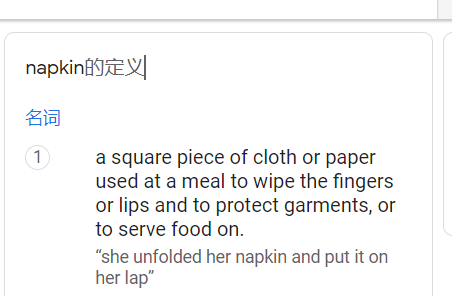 napkin的定义
名词
1
a square piece of cloth or paper
used at a meal to wipe the fingers
or lips and to protect garments, or
to serve food on.
“she unfolded her napkin and put it on
her lap”